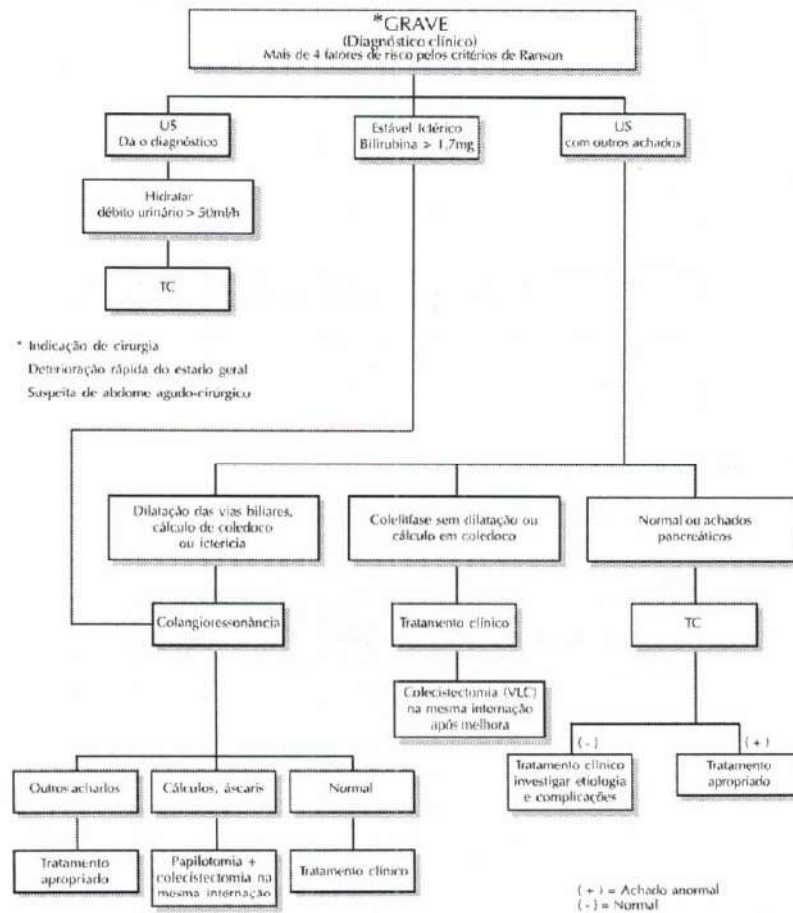 *GRAVE
(Diagnóstico clínico)
Mais de 4 fatores de risco pelos critérios de Ranson
US
Dá o diagnóstico
Estável Ictérico
Bilirubina > 1,7mg
US
com outros achados
Hidratar
débito urinário > 50ml/h
TC
* Indicação de cirurgia
Deterioração rápida do estado geral
Suspeita de abdome agudo-cirúrgico
Dilatação das vias biliares,
cálculo de coledoco
ou icterícia
Colelitíase sem dilatação ou
cálculo em coledoco
Normal ou achados
pancreáticos
Colangioressonância
Tratamento clínico
TC
Colecistectomia (VLC)
na mesma internação
após melhora
(-)
(+)
Tratamento clínico
investigar etiologia
e complicações
Tratamento
apropriado
Outros achados
Cálculos, áscaris
Normal
Tratamento
apropriado
Papilotomia +
colecistectomia na
mesma internação
Tratamento clínico
(+) = Achado anormal
(-) = Normal